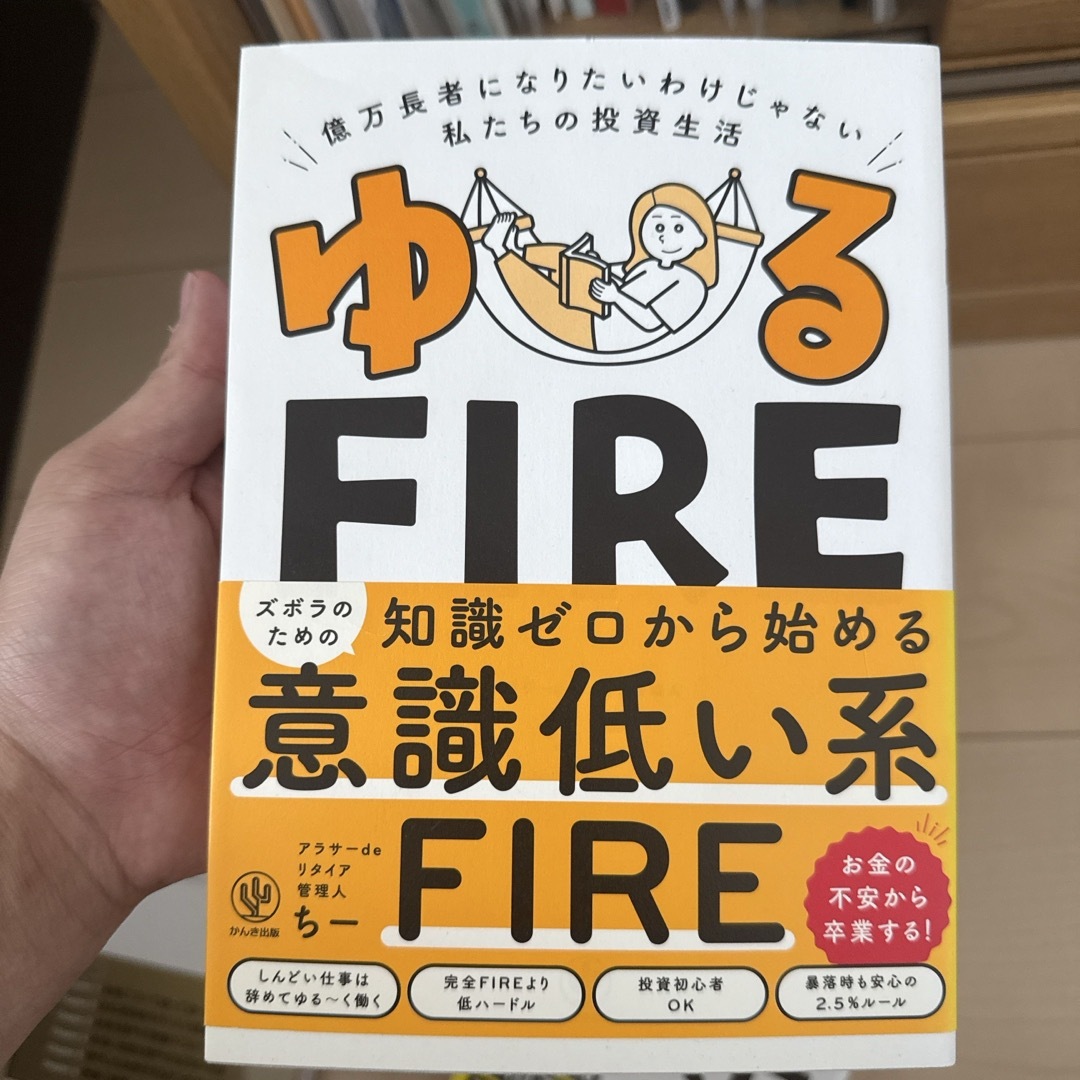 億万長者になりたいわけじゃない
私たちの投資生活
ゆる
FIRE
ズボラの
ための
知識ゼロから始める
意識低い系
FIRE
アラサーde
リタイア
管理人
ちー
かんき出版
お金の
不安から
卒業する!
しんどい仕事は
辞めてゆる〜く働く
完全FIREより
低ハードル
投資初心者
OK
暴落時も安心の
2.5%ルール